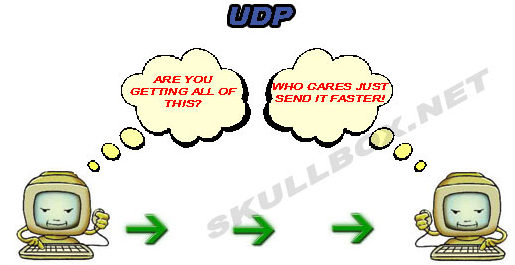 UDP
ARE YOU
GETTING ALL OF
THIS?
WHO CARES JUST
SEND IT FASTER!
SKULLBOX.NET